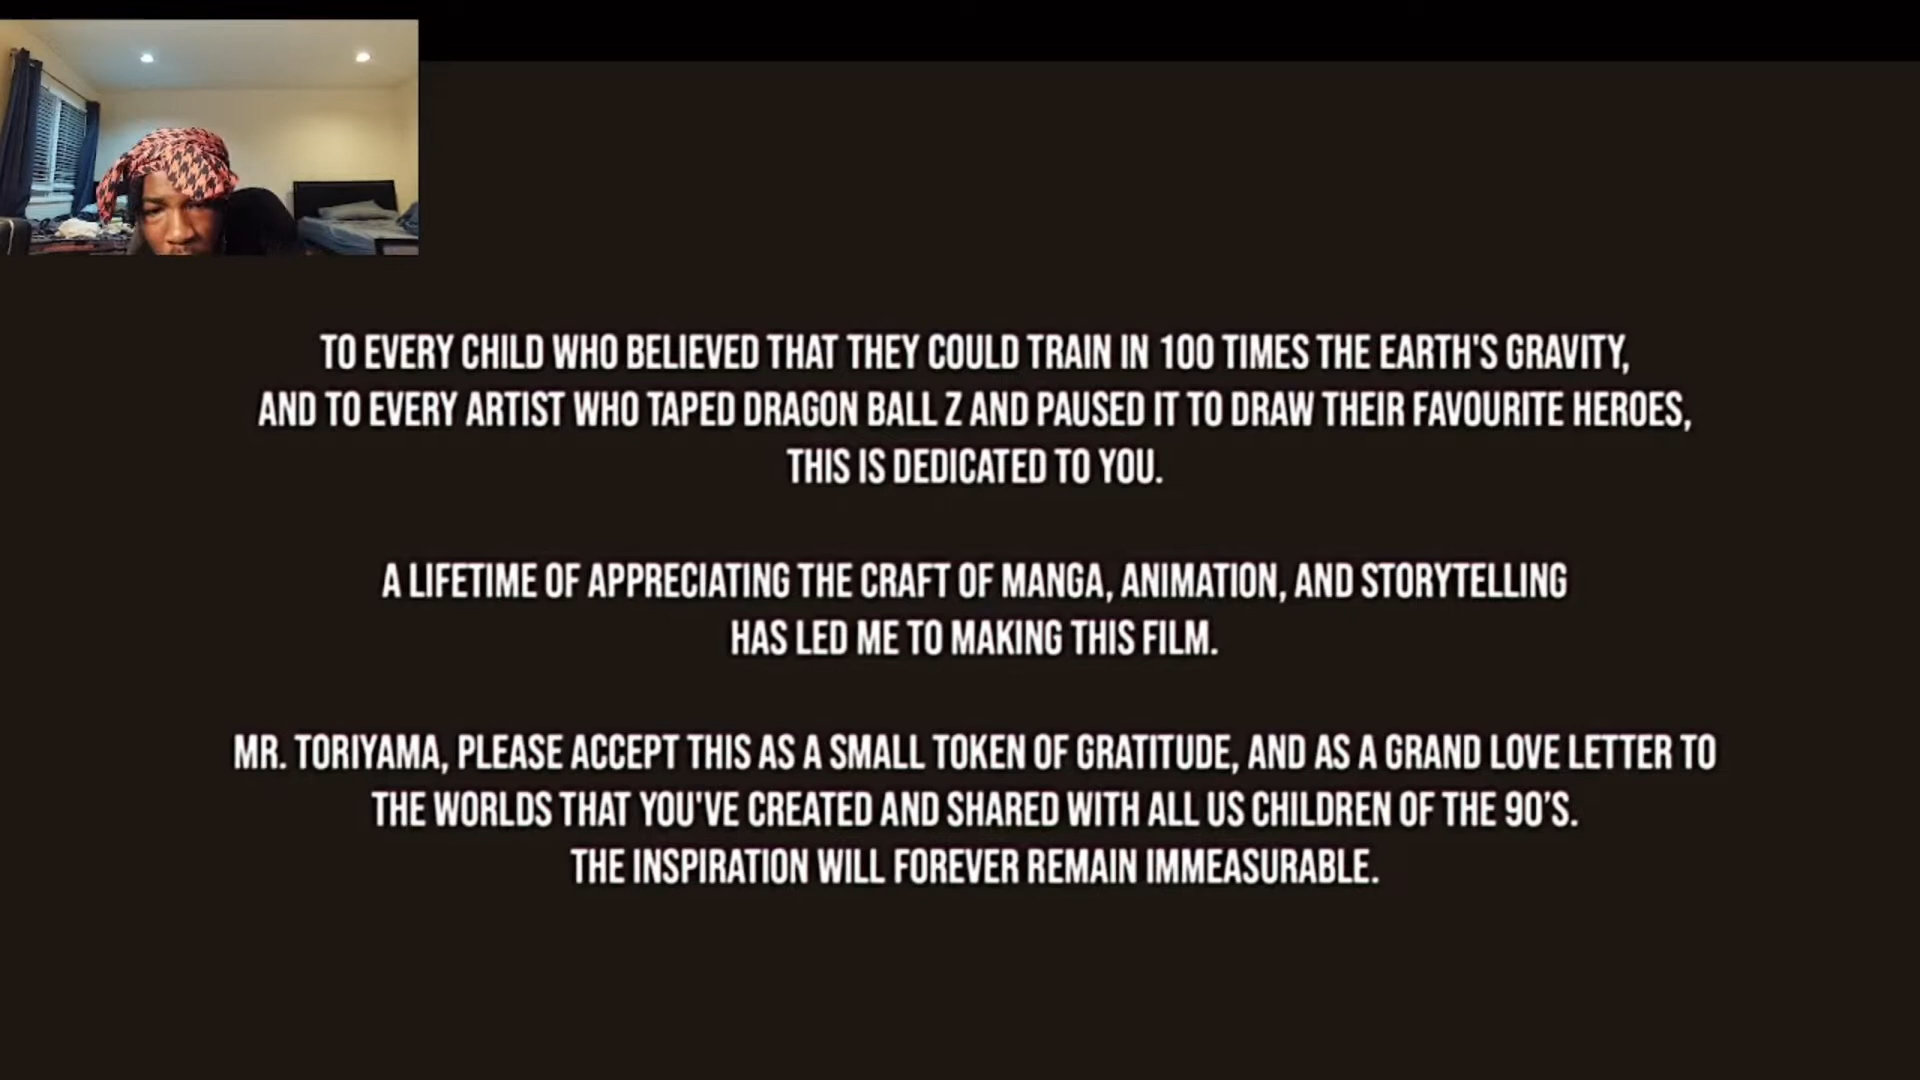 TO EVERY CHILD WHO BELIEVED THAT THEY COULD TRAIN IN 100 TIMES THE EARTH'S GRAVITY,
AND TO EVERY ARTIST WHO TAPED DRAGON BALL Z AND PAUSED IT TO DRAW THEIR FAVOURITE HEROES,
THIS IS DEDICATED TO YOU.
A LIFETIME OF APPRECIATING THE CRAFT OF MANGA, ANIMATION, AND STORYTELLING
HAS LED ME TO MAKING THIS FILM.
MR. TORIYAMA, PLEASE ACCEPT THIS AS A SMALL TOKEN OF GRATITUDE, AND AS A GRAND LOVE LETTER TO
THE WORLDS THAT YOU'VE CREATED AND SHARED WITH ALL US CHILDREN OF THE 90’S.
THE INSPIRATION WILL FOREVER REMAIN IMMEASURABLE.